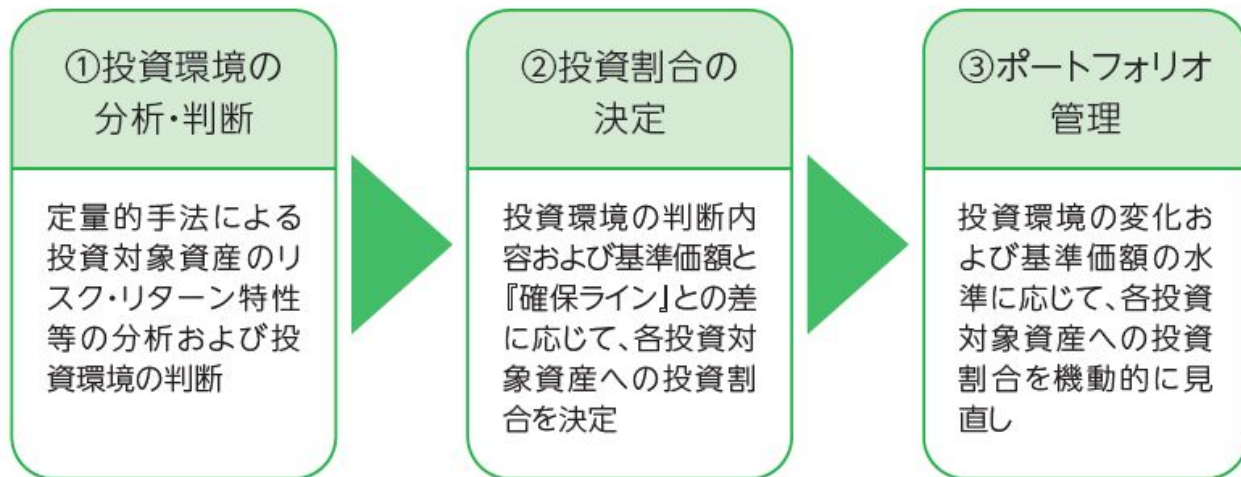 ①投資環境の
分析・判断
定量的手法による
投資対象資産のリ
スク・リターン特性
等の分析および投
資環境の判断
②投資割合の
決定
投資環境の判断内
容および基準価額と
『確保ライン』との差
に応じて、各投資対
象資産への投資割
合を決定
③ポートフォリオ
管理
投資環境の変化お
よび基準価額の水
準に応じて、各投資
対象資産への投資
割合を機動的に見
直し